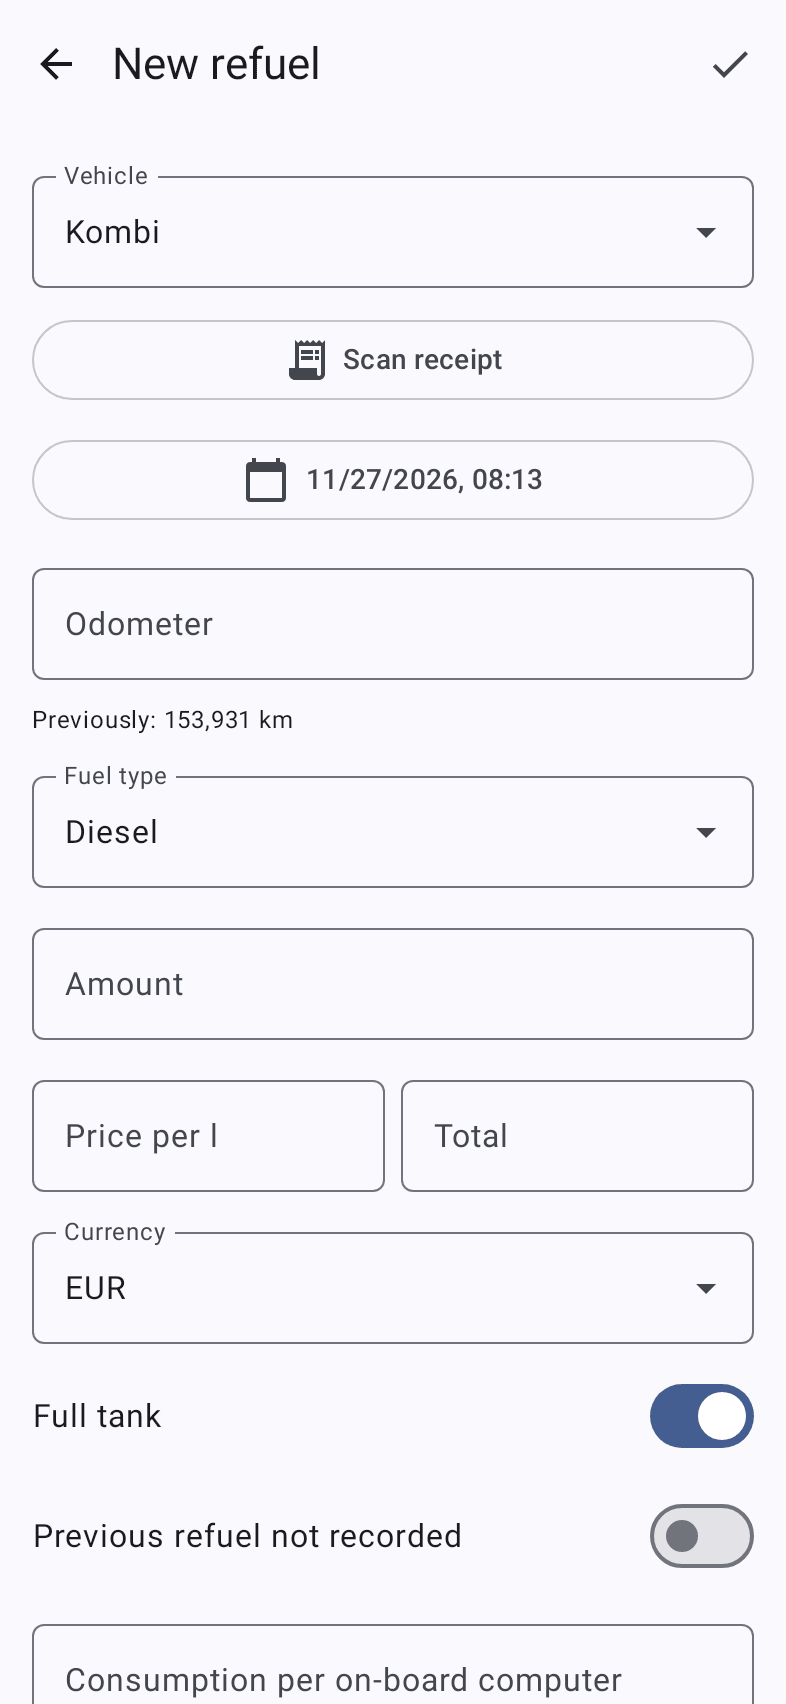 New refuel
Vehicle
Kombi
Scan receipt
11/27/2026, 08:13
Odometer
Previously: 153,931 km
Fuel type
Diesel
Amount
Price per l
Total
Currency
EUR
Full tank
Previous refuel not recorded
Consumption per on-board computer